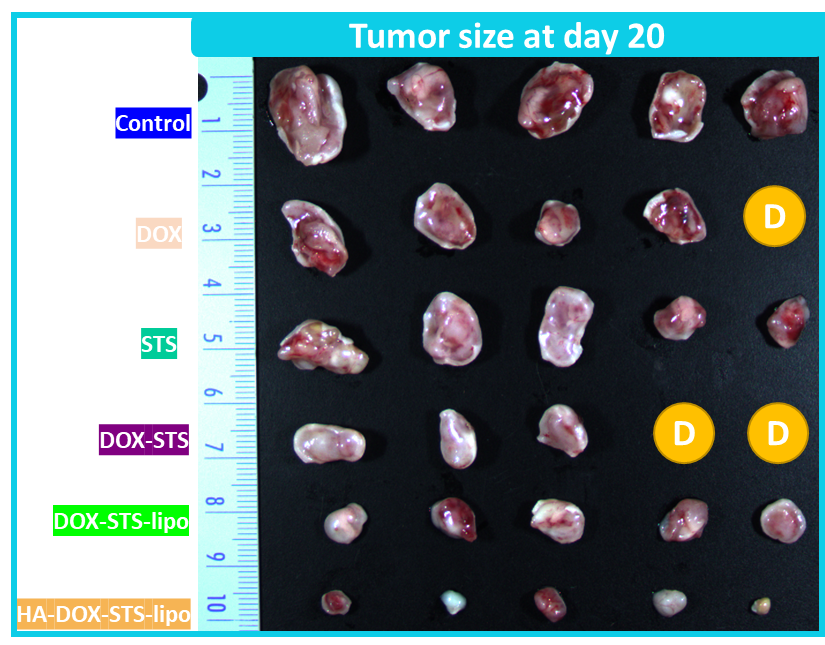 Tumor size at day 20
Control
1
2
DOX
D
3
4
STS
5
6
DOX-STS
D
D
7
DOX-STS-lipo
8
9
HA-DOX-STS-lipo
10